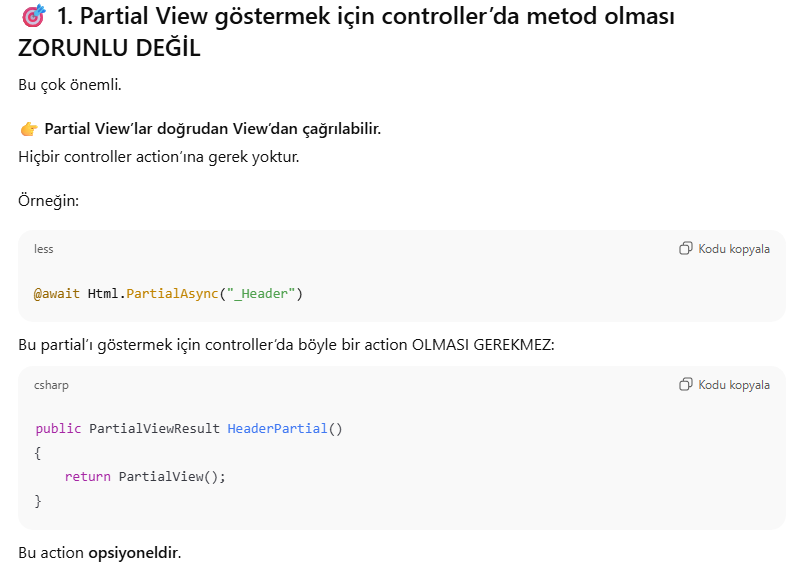 🎯 1. Partial View göstermek için controller’da metod olması
ZORUNLU DEĞİL
Bu çok önemli.
👉 Partial View’lar doğrudan View’dan çağrılabilir.
Hiçbir controller action’ına gerek yoktur.
Örneğin:
less
Kodu kopyala
@await Html.PartialAsync("_Header")
Bu partial’ı göstermek için controller’da böyle bir action OLMASI GEREKMEZ:
csharp
Kodu kopyala
public PartialViewResult HeaderPartial()
{
    return PartialView();
}
Bu action opsiyoneldir.